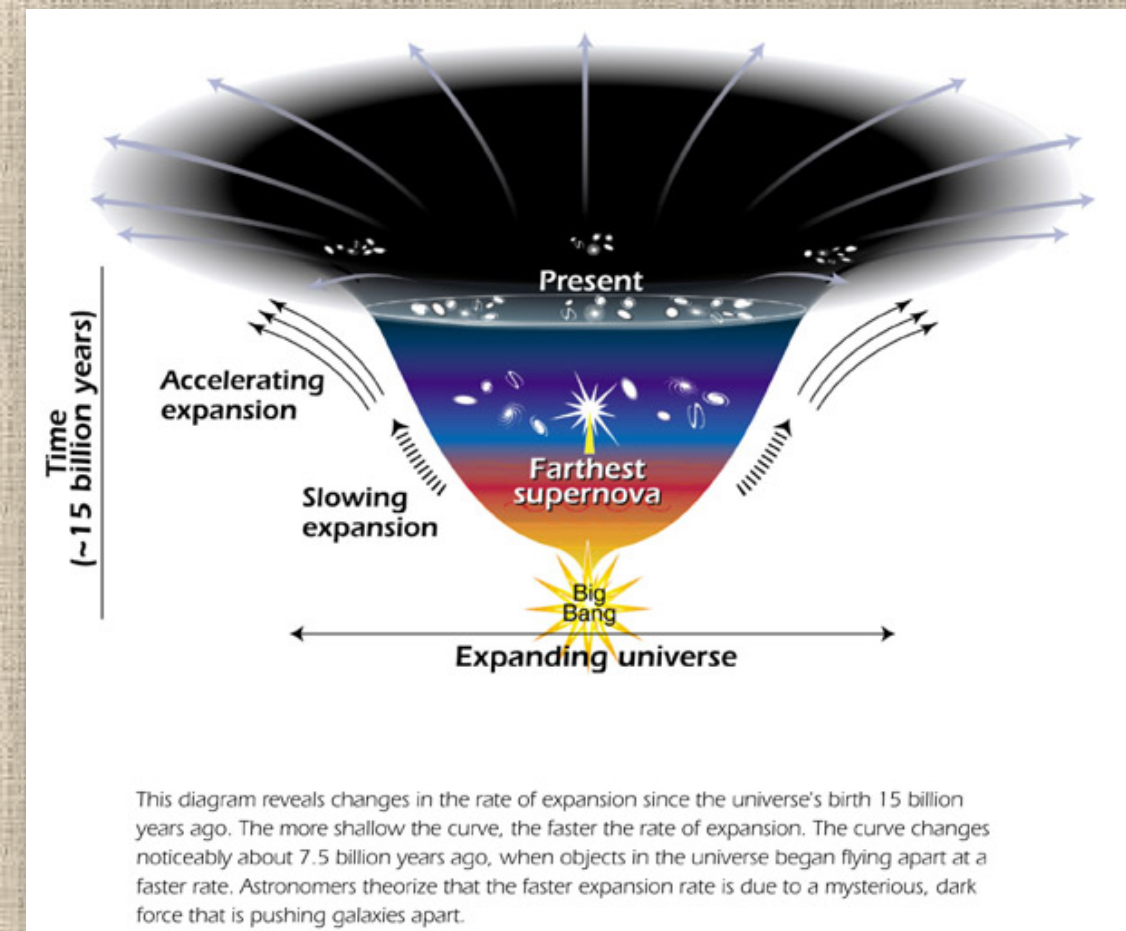 Present
Time
(~15 billion years)
Accelerating
expansion
Farthest
supernova
Slowing
expansion
Big
Bang
Expanding universe
This diagram reveals changes in the rate of expansion since the universe's birth 15 billion
years ago. The more shallow the curve, the faster the rate of expansion. The curve changes
noticeably about 7.5 billion years ago, when objects in the universe began flying apart at a
faster rate. Astronomers theorize that the faster expansion rate is due to a mysterious, dark
force that is pushing galaxies apart.